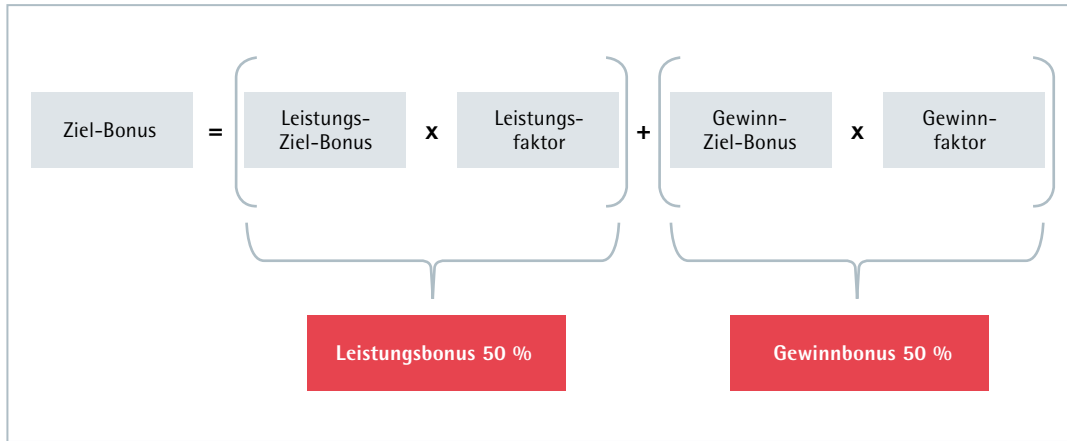 Ziel-Bonus
=
Leistungs-
Ziel-Bonus
x
Leistungs-
faktor
+
Gewinn-
Ziel-Bonus
x
Gewinn-
faktor
Leistungsbonus 50 %
Gewinnbonus 50 %